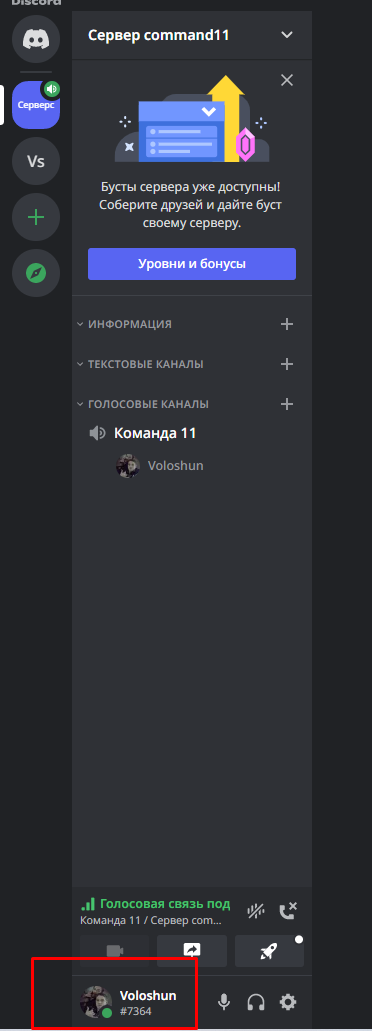 Discord
Сервер command11
Серверс
Vs
Бусты сервера уже доступны!
Соберите друзей и дайте буст
своему серверу.
Уровни и бонусы
ИНФОРМАЦИЯ
ТЕКСТОВЫЕ КАНАЛЫ
ГОЛОСОВЫЕ КАНАЛЫ
Команда 11
Voloshun
Голосовая связь под
Команда 11 / Сервер com...
Voloshun
#7364